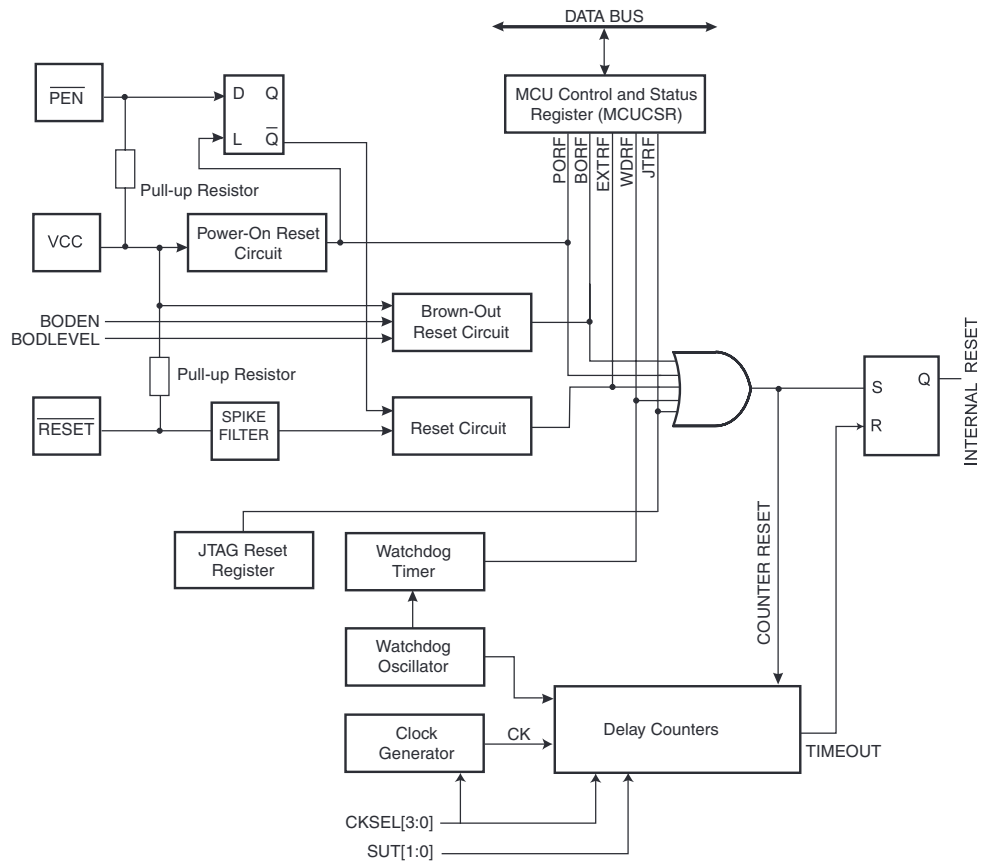 DATA BUS
MCU Control and Status
Register (MCUCSR)
PORF
BORF
EXTRF
WDRF
JTRF
PEN
D
Q
L
Q
Pull-up Resistor
VCC
Power-On Reset
Circuit
BODEN
BODLEVEL
Brown-Out
Reset Circuit
Pull-up Resistor
RESET
SPIKE
FILTER
Reset Circuit
S
Q
R
INTERNAL RESET
JTAG Reset
Register
Watchdog
Timer
COUNTER RESET
Watchdog
Oscillator
Clock
Generator
CK
Delay Counters
TIMEOUT
CKSEL[3:0]
SUT[1:0]